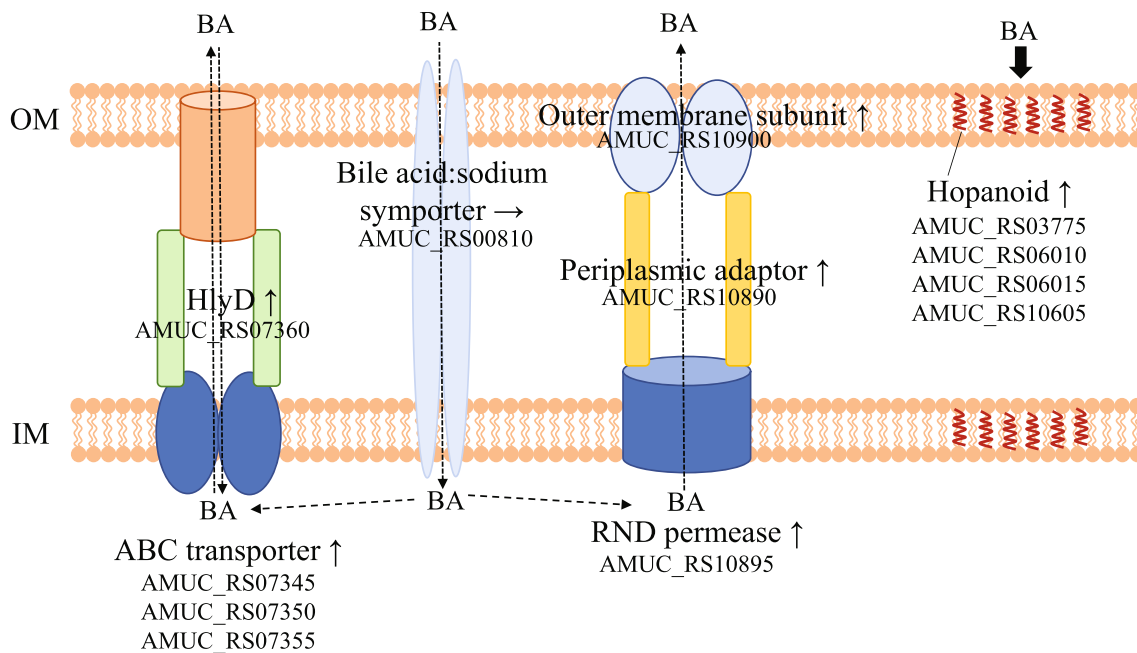 BA
BA
BA
BA
OM
Outer membrane subunit ↑
AMUC_RS10900
Bile acid:sodium
symporter →
AMUC_RS00810
Hopanoid ↑
AMUC_RS03775
AMUC_RS06010
AMUC_RS06015
AMUC_RS10605
HlyD ↑
AMUC_RS07360
Periplasmic adaptor ↑
AMUC_RS10890
IM
BA
BA
BA
ABC transporter ↑
AMUC_RS07345
AMUC_RS07350
AMUC_RS07355
RND permease ↑
AMUC_RS10895